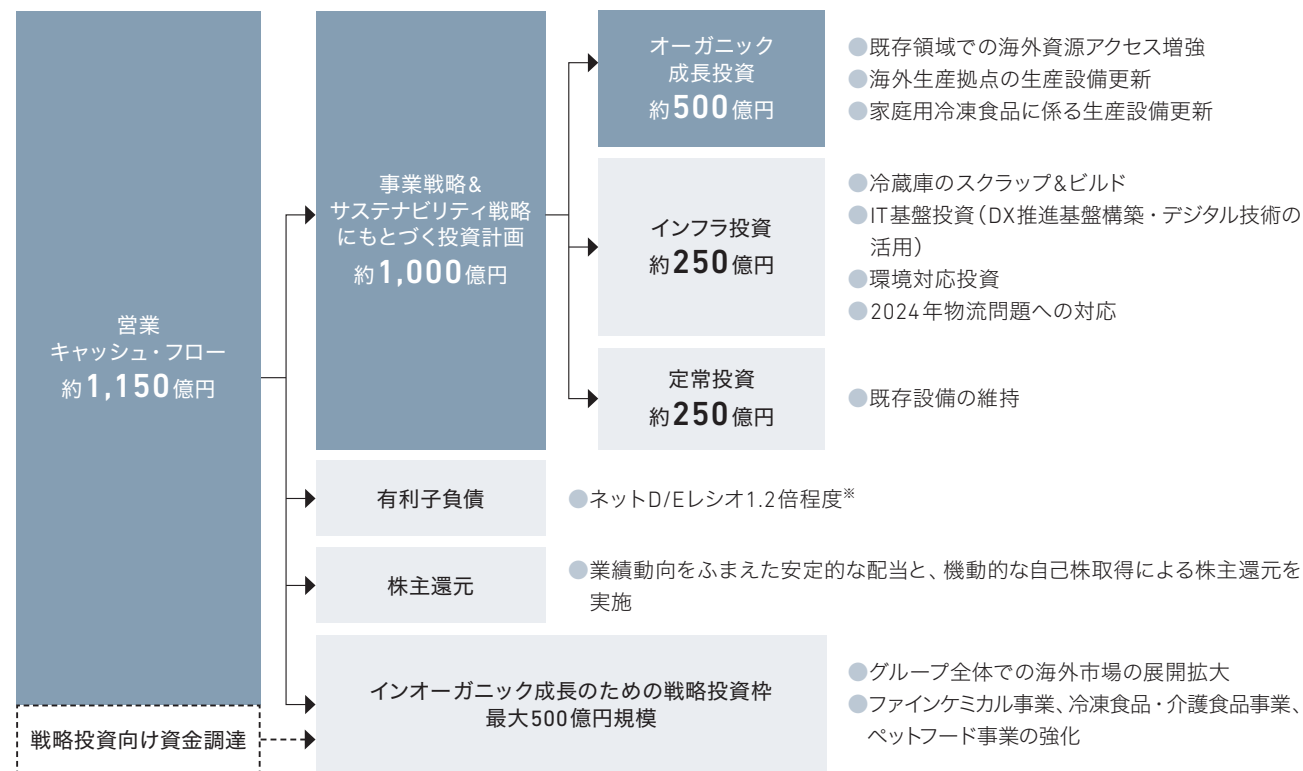 営業
キャッシュ・フロー
約1,150億円
戦略投資向け資金調達
事業戦略&
サステナビリティ戦略
にもとづく投資計画
約1,000億円
オーガニック
成長投資
約500億円
●既存領域での海外資源アクセス増強
●海外生産拠点の生産設備更新
●家庭用冷凍食品に係る生産設備更新
インフラ投資
約250億円
●冷蔵庫のスクラップ&ビルド
●IT基盤投資(DX推進基盤構築・デジタル技術の
活用)
●環境対応投資
●2024年物流問題への対応
定常投資
約250億円
●既存設備の維持
有利子負債
●ネットD/Eレシオ1.2倍程度※
株主還元
●業績動向をふまえた安定的な配当と、機動的な自己株取得による株主還元を
実施
インオーガニック成長のための戦略投資枠
最大500億円規模
●グループ全体での海外市場の展開拡大
●ファインケミカル事業、冷凍食品・介護食品事業、
ペットフード事業の強化